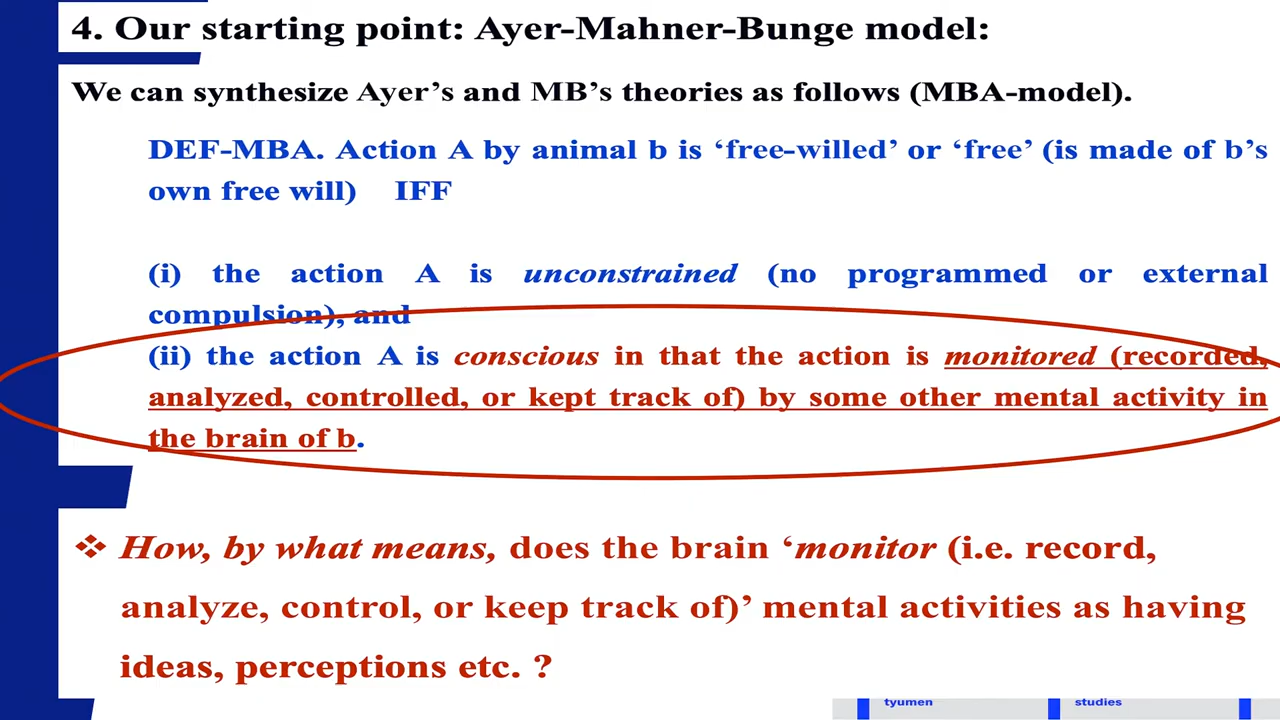 4. Our starting point: Ayer-Mahner-Bunge model:
We can synthesize Ayer’s and MB’s theories as follows (MBA-model).
DEF-MBA. Action A by animal b is ‘free-willed’ or ‘free’ (is made of b’s
own free will) IFF
(i) the action A is unconstrained (no programmed or external
compulsion), and
(ii) the action A is conscious in that the action is monitored (recorded,
analyzed, controlled, or kept track of) by some other mental activity in
the brain of b.
❖ How, by what means, does the brain ‘monitor (i.e. record,
analyze, control, or keep track of)’ mental activities as having
ideas, perceptions etc. ?
tyumen studies